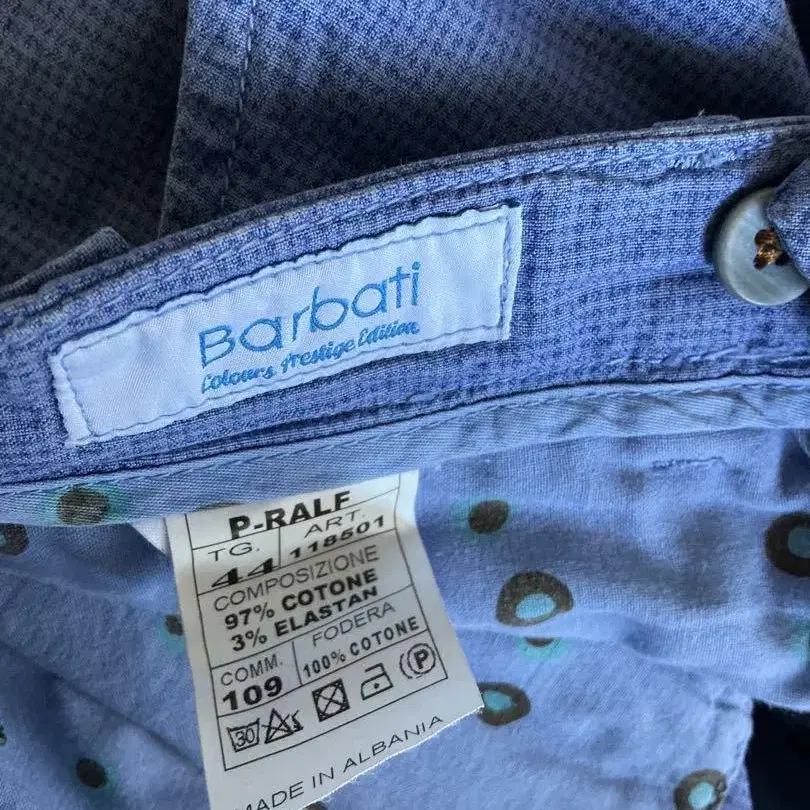 Barbati
Colours Prestige Edition
P-RALF
TG. ART.
44 118501
COMPOSIZIONE
97% COTONE
3% ELASTAN
COMM. FODERA
109 100% COTONE
30 P
MADE IN ALBANIA